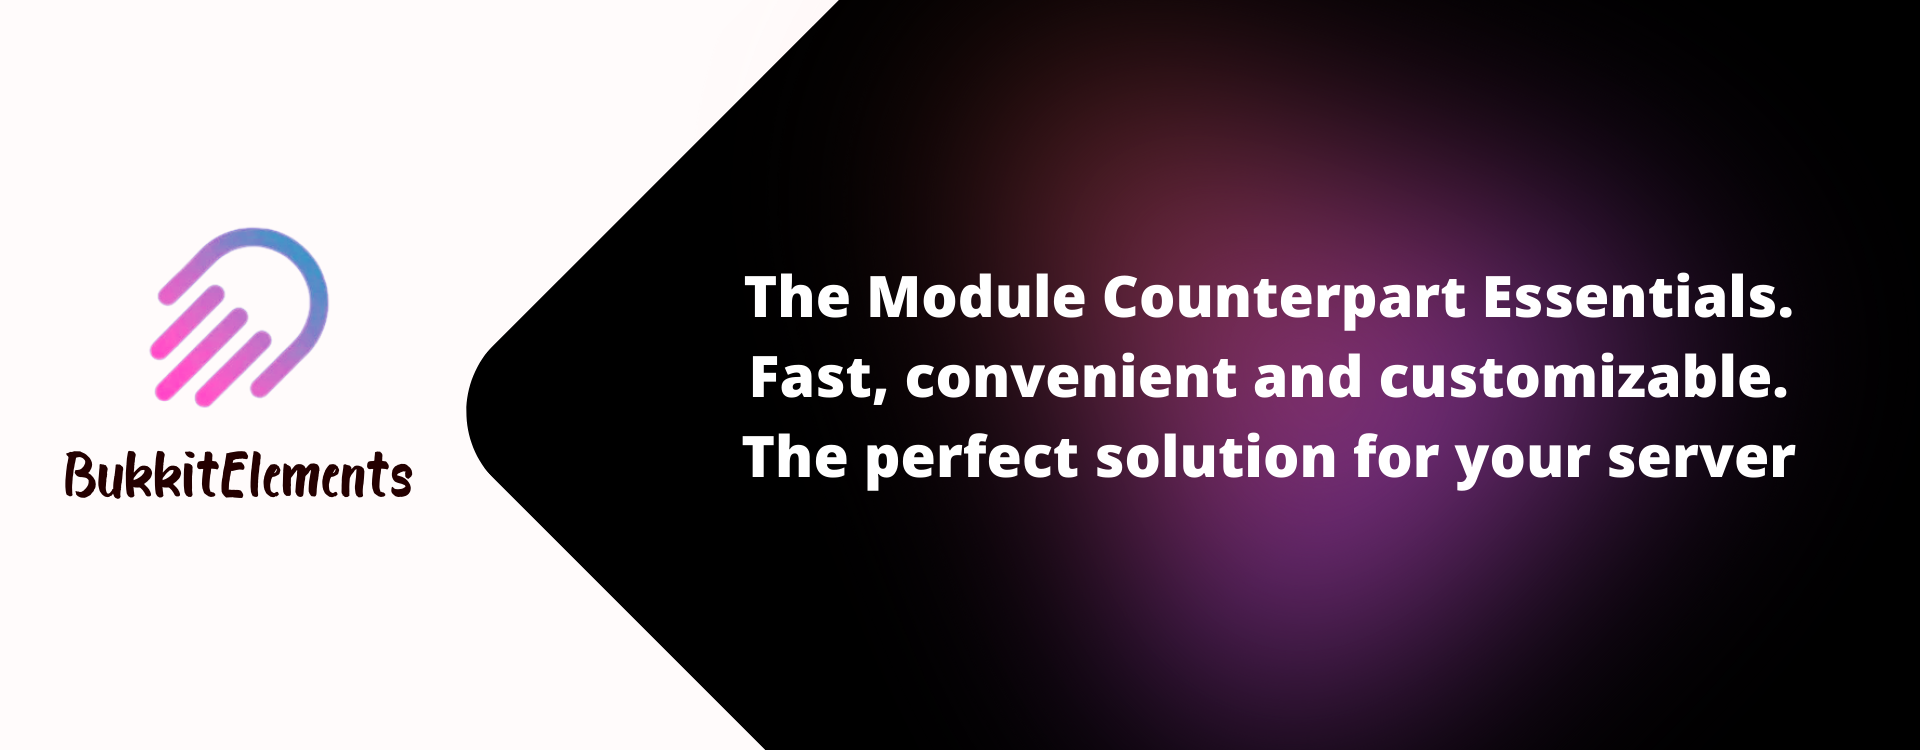 BukkitElements
The Module Counterpart Essentials.
Fast, convenient and customizable.
The perfect solution for your server